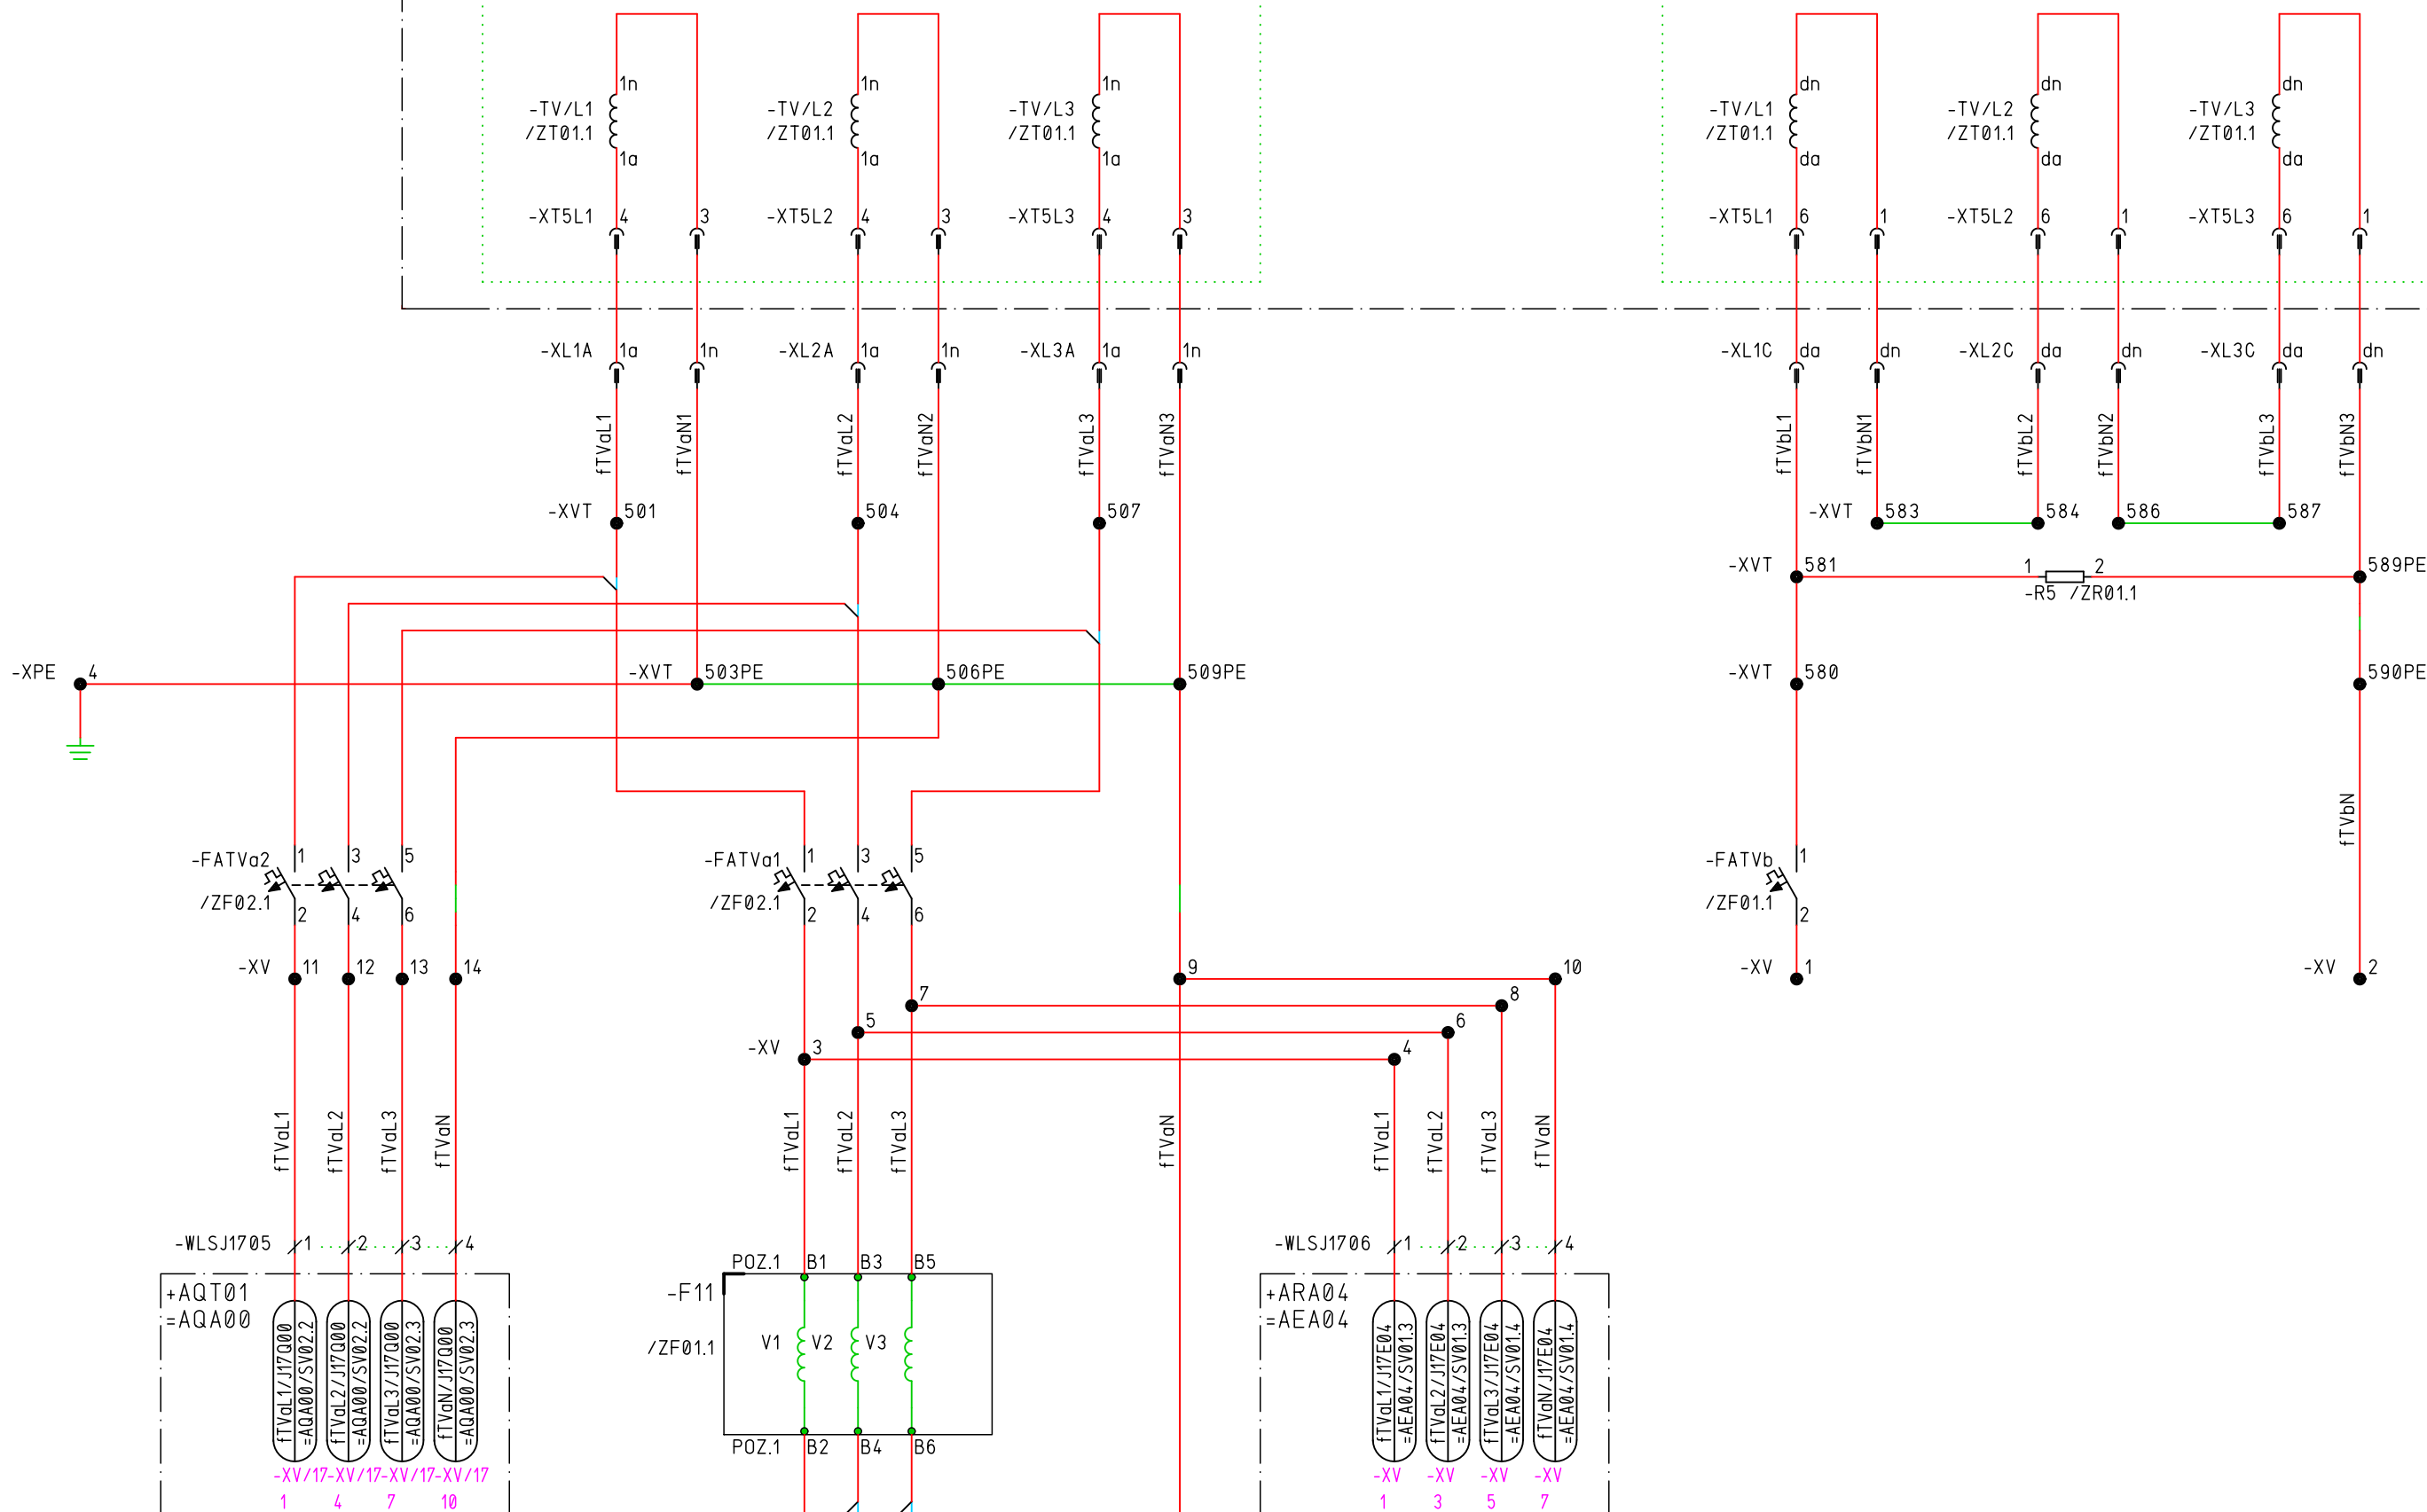 1n 1n 1n dn dn dn
-TV/L1 -TV/L2 -TV/L3 -TV/L1 -TV/L2 -TV/L3
/ZT01.1 /ZT01.1 /ZT01.1 /ZT01.1 /ZT01.1 /ZT01.1
1a 1a 1a da da da
-XT5L1 4 3 -XT5L2 4 3 -XT5L3 4 3 -XT5L1 6 1 -XT5L2 6 1 -XT5L3 6 1
-XL1A 1a 1n -XL2A 1a 1n -XL3A 1a 1n -XL1C da dn -XL2C da dn -XL3C da dn
fTVaL1 fTVaN1 fTVaL2 fTVaN2 fTVaL3 fTVaN3 fTVbL1 fTVbN1 fTVbL2 fTVbN2 fTVbL3 fTVbN3
-XVT 501 504 507 -XVT 583 584 586 587
-XVT 581 1 2 589PE
-R5 /ZR01.1
-XPE 4 -XVT 503PE 506PE 509PE -XVT 580 590PE
fTVbN
-FATVa2 1 3 5 -FATVa1 1 3 5 -FATVb 1
/ZF02.1 2 4 6 /ZF02.1 2 4 6 /ZF01.1 2
-XV 11 12 13 14 9 10 -XV 1 -XV 2
7 8
5 6
-XV 3 4
fTVaL1 fTVaL2 fTVaL3 fTVaN fTVaL1 fTVaL2 fTVaL3 fTVaN fTVaL1 fTVaL2 fTVaL3 fTVaN
-WLSJ1705 1 2 3 4 -WLSJ1706 1 2 3 4
POZ.1 B1 B3 B5
+AQT01 -F11 +ARA04
=AQA00 =AEA04
/ZF01.1 V1 V2 V3
fTVaL1/J17Q00
=AQA00/SV02.2
fTVaL2/J17Q00
=AQA00/SV02.2
fTVaL3/J17Q00
=AQA00/SV02.3
fTVaN/J17Q00
=AQA00/SV02.3
fTVaL1/J17E04
=AEA04/SV01.3
fTVaL2/J17E04
=AEA04/SV01.3
fTVaL3/J17E04
=AEA04/SV01.4
fTVaN/J17E04
=AEA04/SV01.4
POZ.1 B2 B4 B6
-XV/17 -XV/17 -XV/17 -XV/17 -XV -XV -XV -XV
1 4 7 10 1 3 5 7